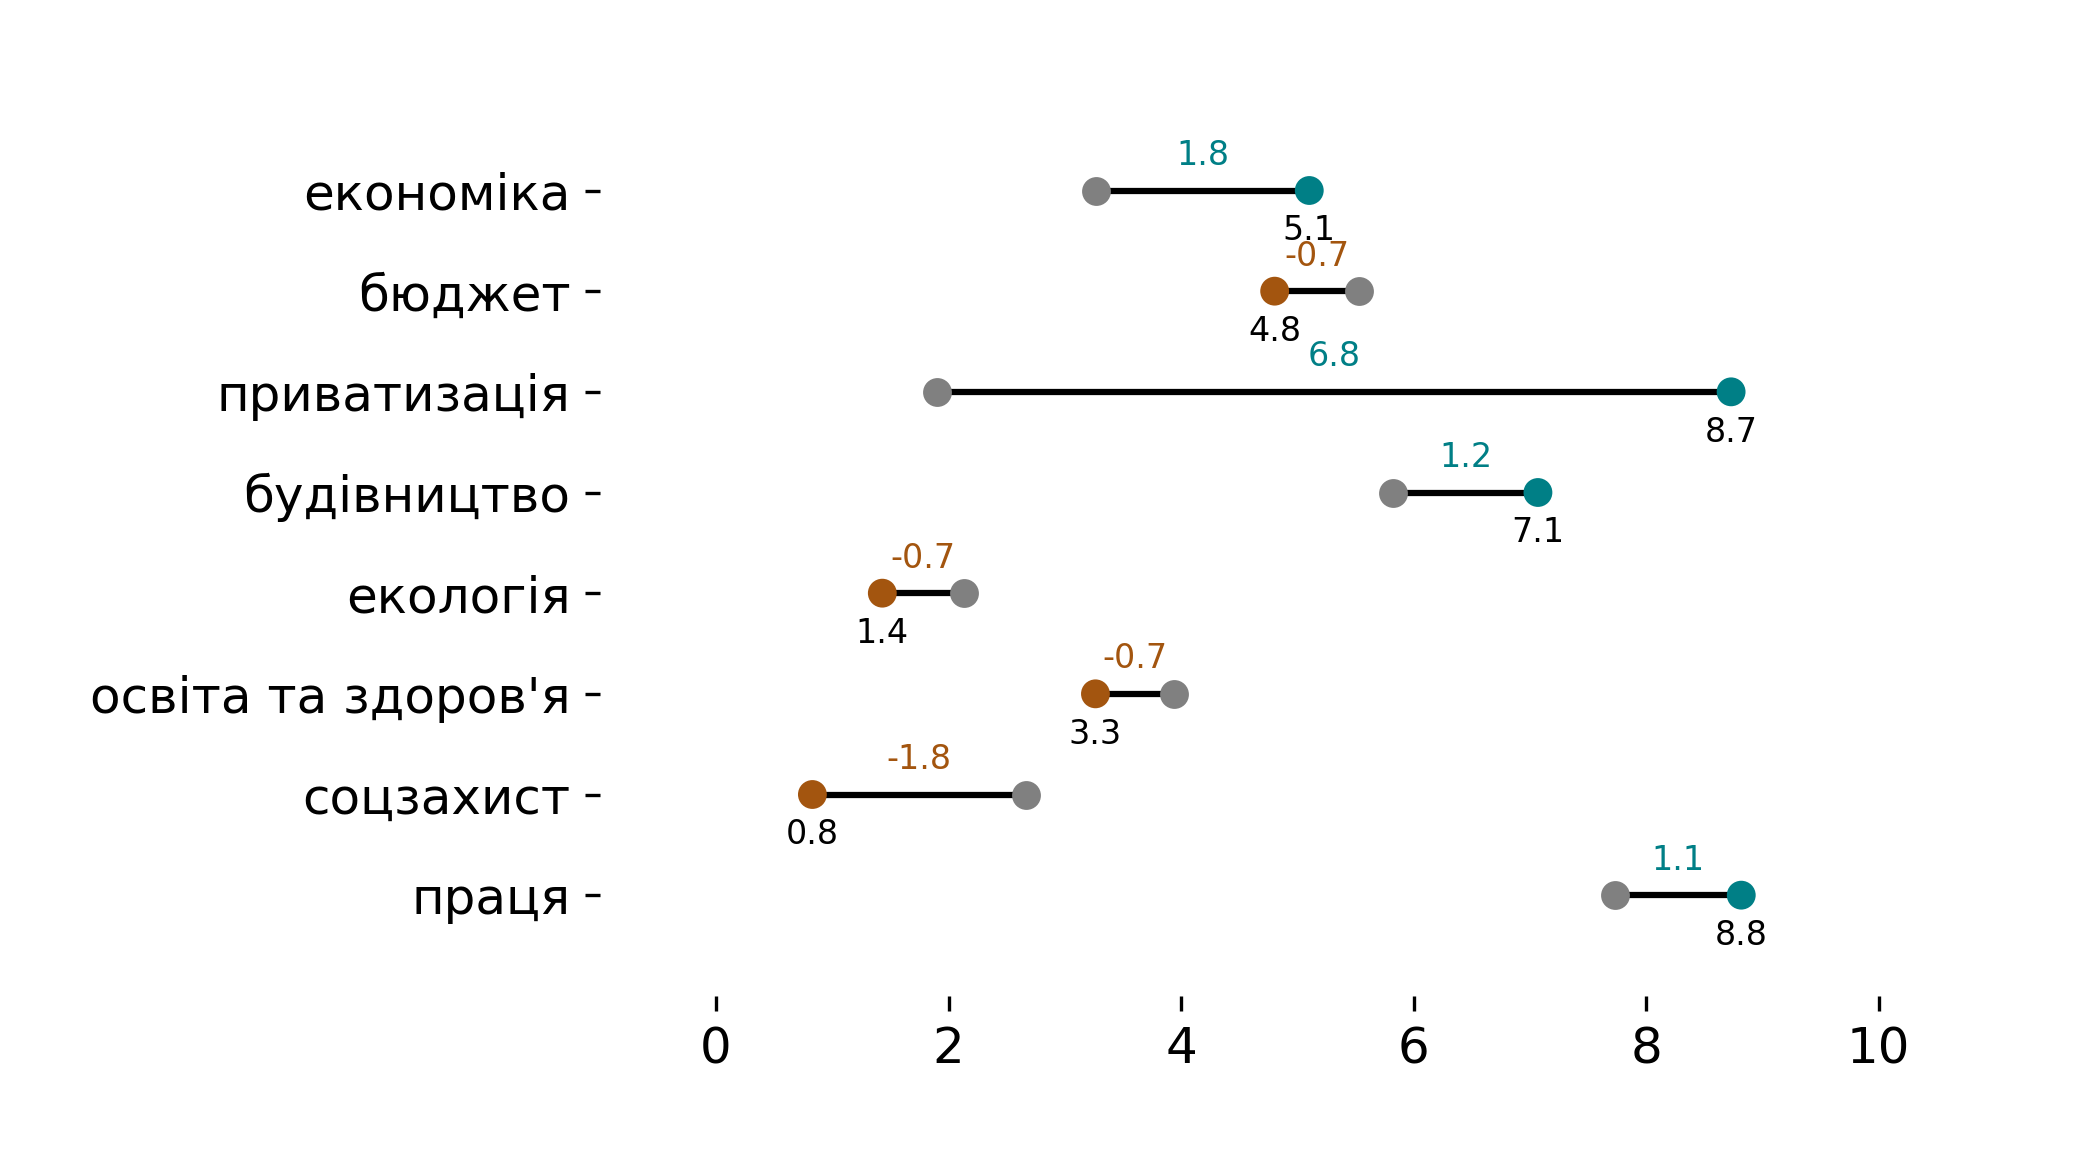 1.8
економіка
5.1
-0.7
бюджет
4.8
6.8
приватизація
8.7
1.2
будівництво
7.1
-0.7
екологія
1.4
-0.7
освіта та здоров'я
3.3
-1.8
соцзахист
0.8
1.1
праця
8.8
0 2 4 6 8 10